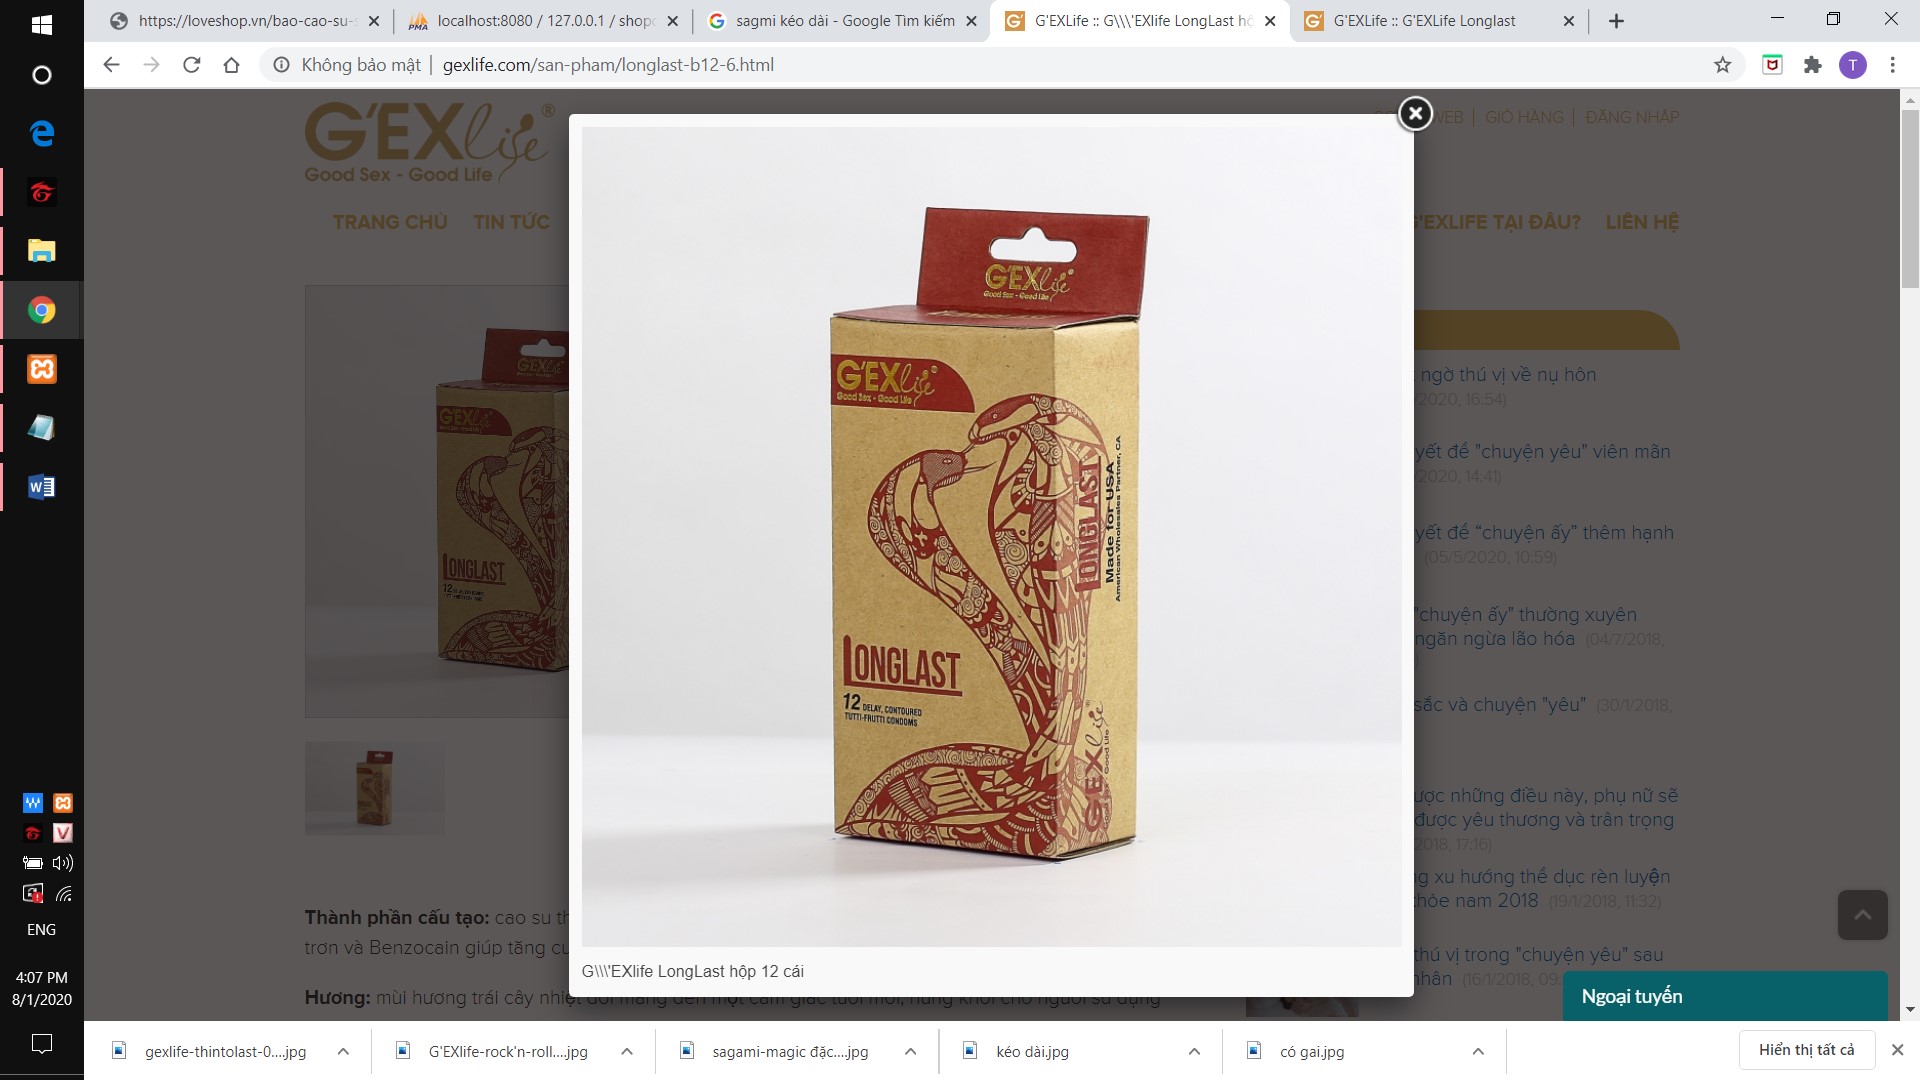 https://loveshop.vn/bao-cao-su-s
localhost:8080 / 127.0.0.1 / shop
sagmi kéo dài - Google Tìm kiếm
G'EXLife :: G\\\'EXlife LongLast hộ
G'EXLife :: G'EXLife Longlast
Không bảo mật
gexlife.com/san-pham/longlast-b12-6.html
G'EXlife
Good Sex - Good Life
WEB | GIỎ HÀNG | ĐĂNG NHẬP
TRANG CHỦ
TIN TỨC
G'EXLIFE TẠI ĐÂU?
LIÊN HỆ
G'EXlife
Good Sex - Good Life
G'EXlife
Good Sex - Good Life
LONGLAST
12 DELAY, CONTOURED
TUTTI-FRUTTI CONDOMS
LONGLAST
Made for USA
American Wholesalers Partner, CA
G'EXlife
Good Life
G'EXlife
LONGLAST
12
ngờ thú vị về nụ hôn
2020, 16:54)
yết để "chuyện yêu" viên mãn
2020, 14:41)
yết để “chuyện ấy” thêm hạnh
(05/5/2020, 10:59)
"chuyện ấy" thường xuyên
ngăn ngừa lão hóa (04/7/2018,
sắc và chuyện "yêu" (30/1/2018,
ược những điều này, phụ nữ sẽ
được yêu thương và trân trọng
2018, 17:16)
g xu hướng thể dục rèn luyện
khỏe nam 2018 (19/1/2018, 11:32)
thú vị trong "chuyện yêu" sau
nhân (16/1/2018, 09:
Thành phần cấu tạo: cao su th
trơn và Benzocain giúp tăng cư
G\\\'EXlife LongLast hộp 12 cái
Hương: mùi hương trái cây nhiệt đới mang đến một cảm giác tươi mới, hứng khởi cho người sử dụng
Ngoại tuyến
ENG
4:07 PM
8/1/2020
gexlife-thintolast-0....jpg
G'EXlife-rock'n-roll....jpg
sagami-magic đặc....jpg
kéo dài.jpg
có gai.jpg
Hiển thị tất cả